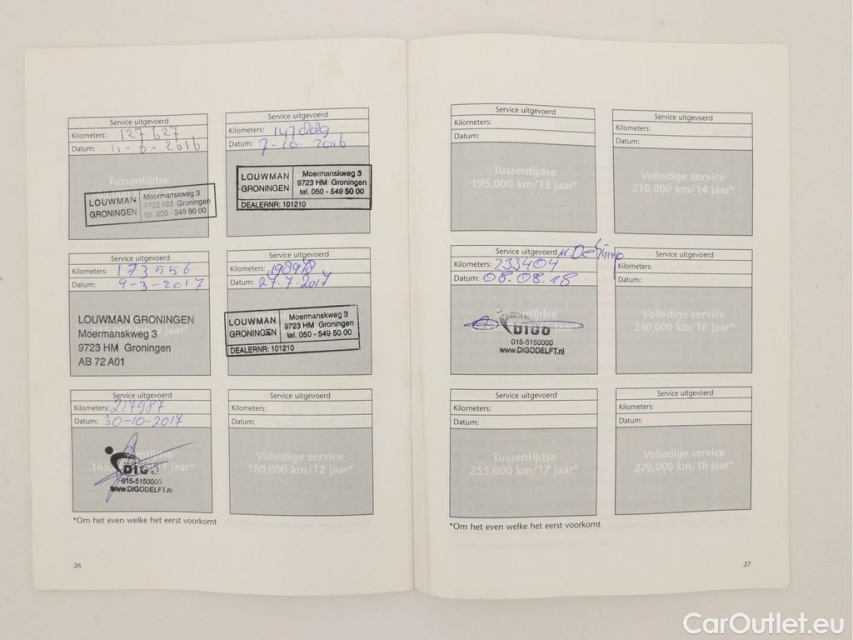 Service uitgevoerd
Kilometers: 127627
Datum: 11-6-2016
Tussentijdse
LOUWMAN GRONINGEN
Moermanskweg 3
9723 HM Groningen
tel. 050 - 549 50 00
Service uitgevoerd
Kilometers:
Datum: 7-10-2016
LOUWMAN GRONINGEN
Moermanskweg 3
9723 HM Groningen
tel. 050 - 549 50 00
DEALERNR: 101210
Service uitgevoerd
Kilometers: 173556
Datum: 9-3-2017
LOUWMAN GRONINGEN
Moermanskweg 3
9723 HM Groningen
AB 72 A01
Service uitgevoerd
Kilometers: 198978
Datum: 27-7-2017
LOUWMAN GRONINGEN
Moermanskweg 3
9723 HM Groningen
tel. 050 - 549 50 00
DEALERNR: 101210
Service uitgevoerd
Kilometers: 217987
Datum: 30-10-2017
DIGO
015-5150000
www.DIGODELFT.nl
Service uitgevoerd
Kilometers:
Datum:
Volledige service
180,000 km/12 jaar*
*Om het even welke het eerst voorkomt
26
Service uitgevoerd
Kilometers:
Datum:
Tussentijdse
195,000 km/13 jaar*
Service uitgevoerd
Kilometers:
Datum:
Volledige service
210,000 km/14 jaar*
Service uitgevoerd
Kilometers: 233404
Datum: 08.08.18
DIGO
015-5150000
www.DIGODELFT.nl
Service uitgevoerd
Kilometers:
Datum:
Volledige service
240,000 km/16 jaar*
Service uitgevoerd
Kilometers:
Datum:
Tussentijdse
255,000 km/17 jaar*
Service uitgevoerd
Kilometers:
Datum:
Volledige service
270,000 km/18 jaar*
*Om het even welke het eerst voorkomt
27
CarOutlet.eu